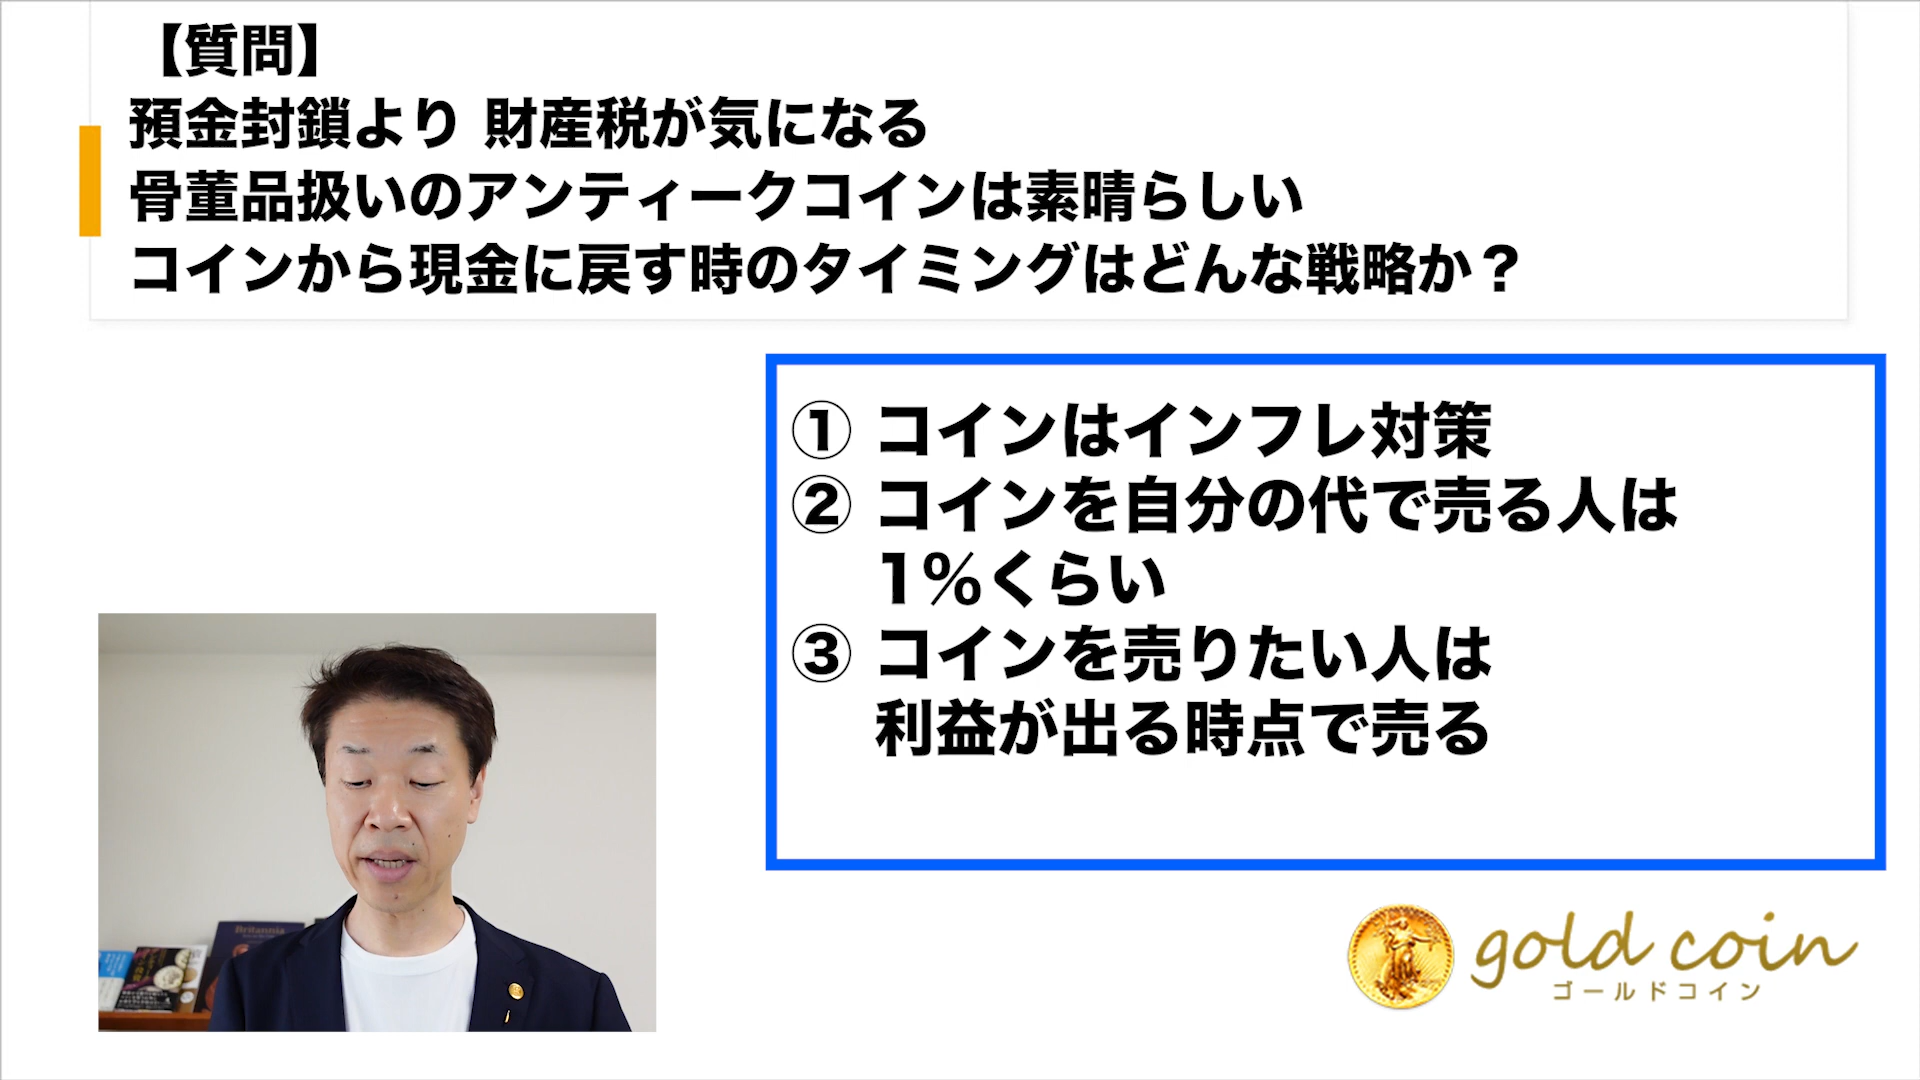 【質問】
預金封鎖より 財産税が気になる
骨董品扱いのアンティークコインは素晴らしい
コインから現金に戻す時のタイミングはどんな戦略か？
① コインはインフレ対策
② コインを自分の代で売る人は
1%くらい
③ コインを売りたい人は
利益が出る時点で売る
Britannia
gold coin
ゴールドコイン